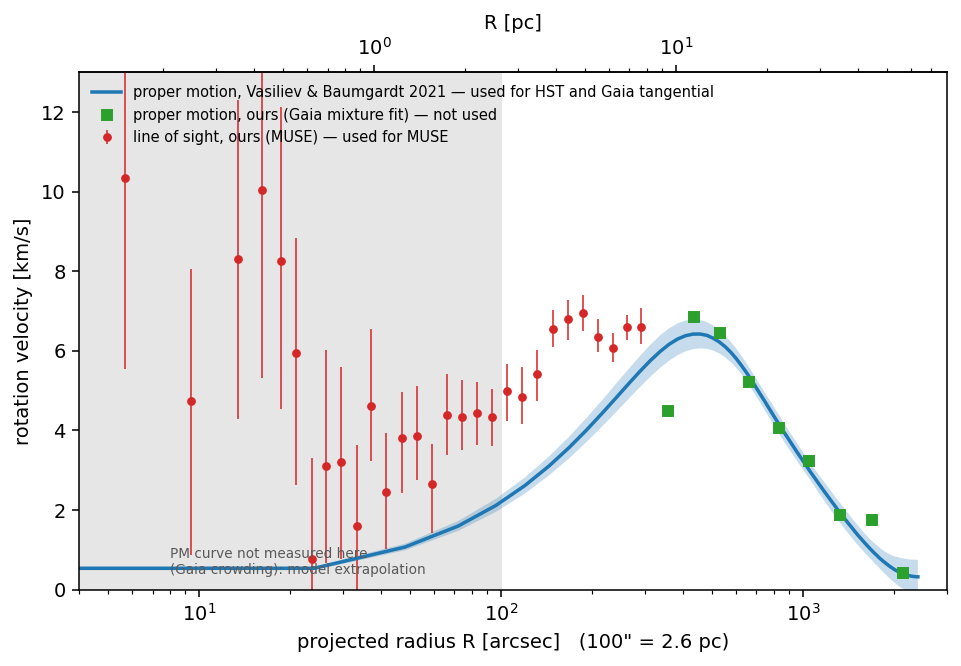 R [pc]
10⁰ 10¹
proper motion, Vasiliev & Baumgardt 2021 — used for HST and Gaia tangential
proper motion, ours (Gaia mixture fit) — not used
line of sight, ours (MUSE) — used for MUSE
12
10
8
6
4
2
0
rotation velocity [km/s]
PM curve not measured here
(Gaia crowding): model extrapolation
10¹ 10² 10³
projected radius R [arcsec] (100" = 2.6 pc)